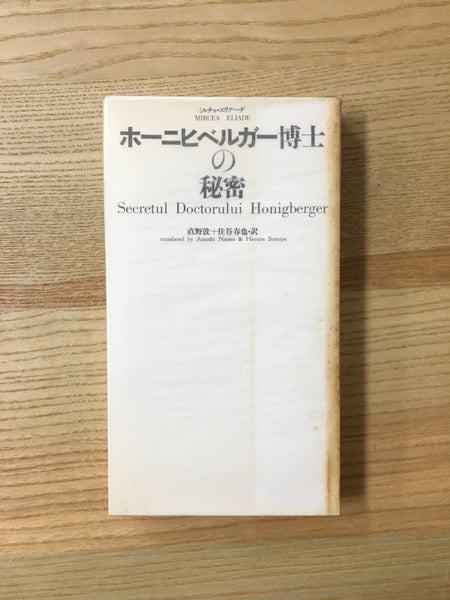 ミルチャ・エリアーデ
MIRCEA ELIADE
ホーニヒベルガー博士
の
秘密
Secretul Doctorului Honigberger
直野敦＋住谷春也・訳
translated by Atsushi Naono & Haruya Sumiya